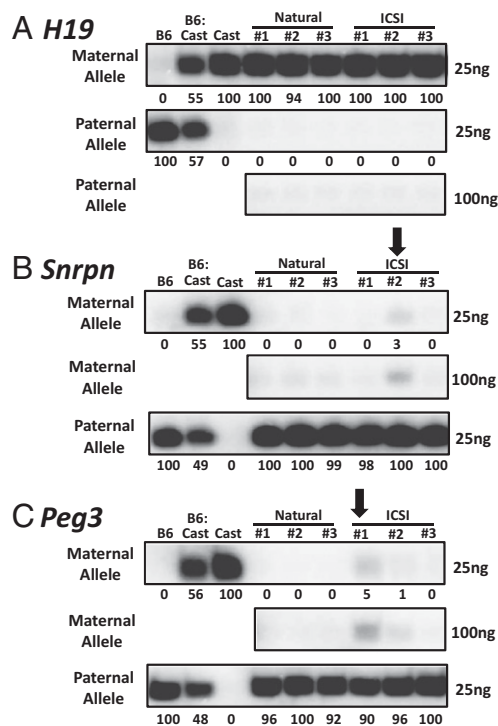 A H19
B6 B6: Cast Cast Natural #1 #2 #3 ICSI #1 #2 #3
Maternal Allele 25ng
0 55 100 100 94 100 100 100 100
Paternal Allele 25ng
100 57 0 0 0 0 0 0 0
Paternal Allele 100ng
B Snrpn
B6 B6: Cast Cast Natural #1 #2 #3 ICSI #1 #2 #3
Maternal Allele 25ng
0 55 100 0 0 0 0 3 0
Maternal Allele 100ng
Paternal Allele 25ng
100 49 0 100 100 99 98 100 100
C Peg3
B6 B6: Cast Cast Natural #1 #2 #3 ICSI #1 #2 #3
Maternal Allele 25ng
0 56 100 0 0 0 5 1 0
Maternal Allele 100ng
Paternal Allele 25ng
100 48 0 96 100 92 90 96 100